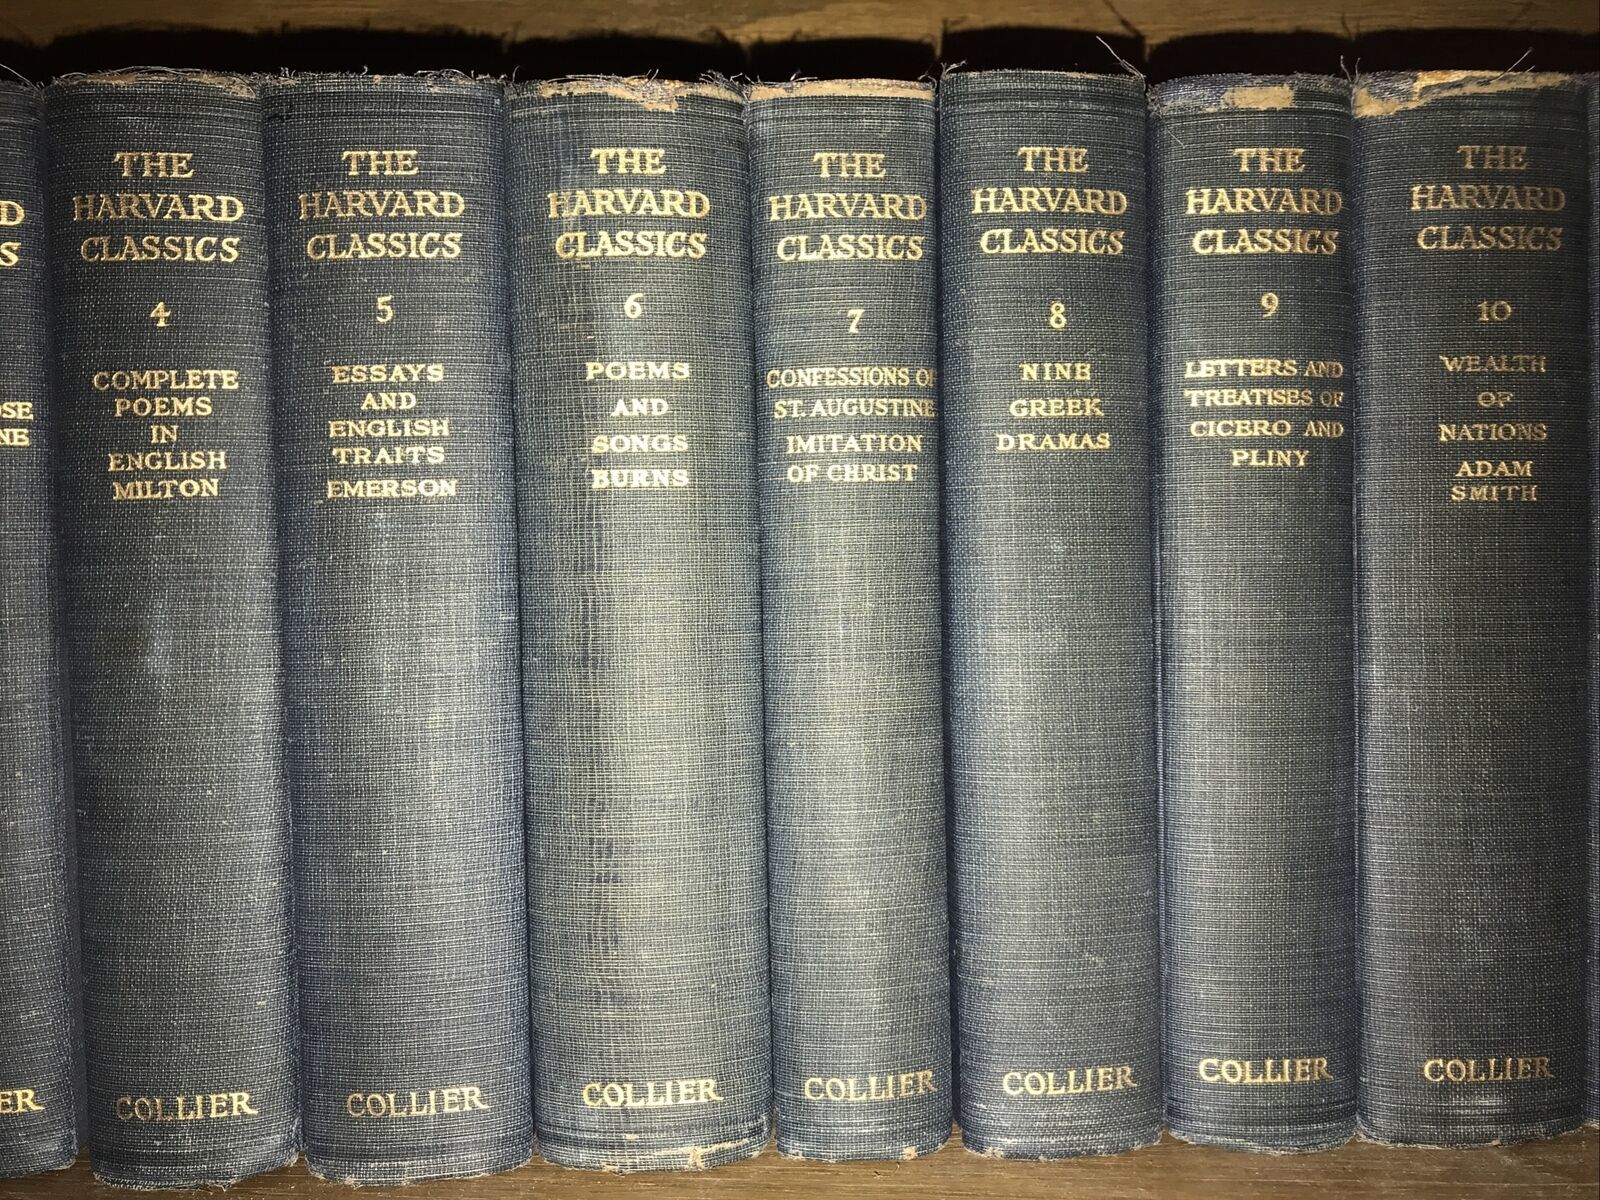 D
S
OSE
NE
ER
THE
HARVARD
CLASSICS
4
COMPLETE
POEMS
IN
ENGLISH
MILTON
COLLIER
THE
HARVARD
CLASSICS
5
ESSAYS
AND
ENGLISH
TRAITS
EMERSON
COLLIER
THE
HARVARD
CLASSICS
6
POEMS
AND
SONGS
BURNS
COLLIER
THE
HARVARD
CLASSICS
7
CONFESSIONS OF
ST. AUGUSTINE
IMITATION
OF CHRIST
COLLIER
THE
HARVARD
CLASSICS
8
NINE
GREEK
DRAMAS
COLLIER
THE
HARVARD
CLASSICS
9
LETTERS AND
TREATISES OF
CICERO AND
PLINY
COLLIER
THE
HARVARD
CLASSICS
10
WEALTH
OF
NATIONS
ADAM
SMITH
COLLIER